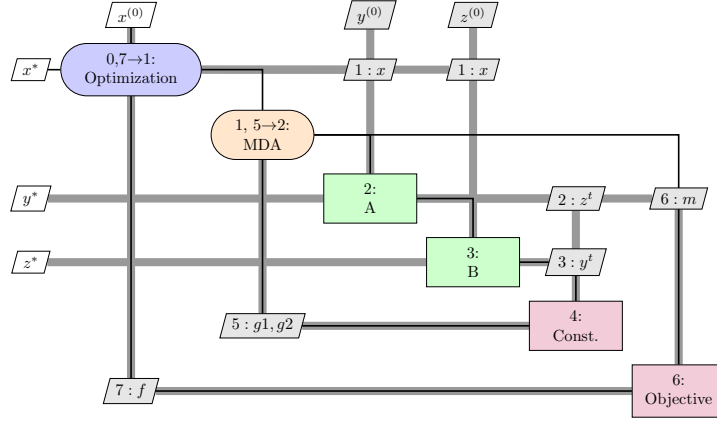 x^(0)
y^(0)
z^(0)
x*
0,7→1:
Optimization
1 : x
1 : x
1, 5→2:
MDA
y*
2:
A
2 : z^t
6 : m
z*
3:
B
3 : y^t
5 : g1, g2
4:
Const.
7 : f
6:
Objective